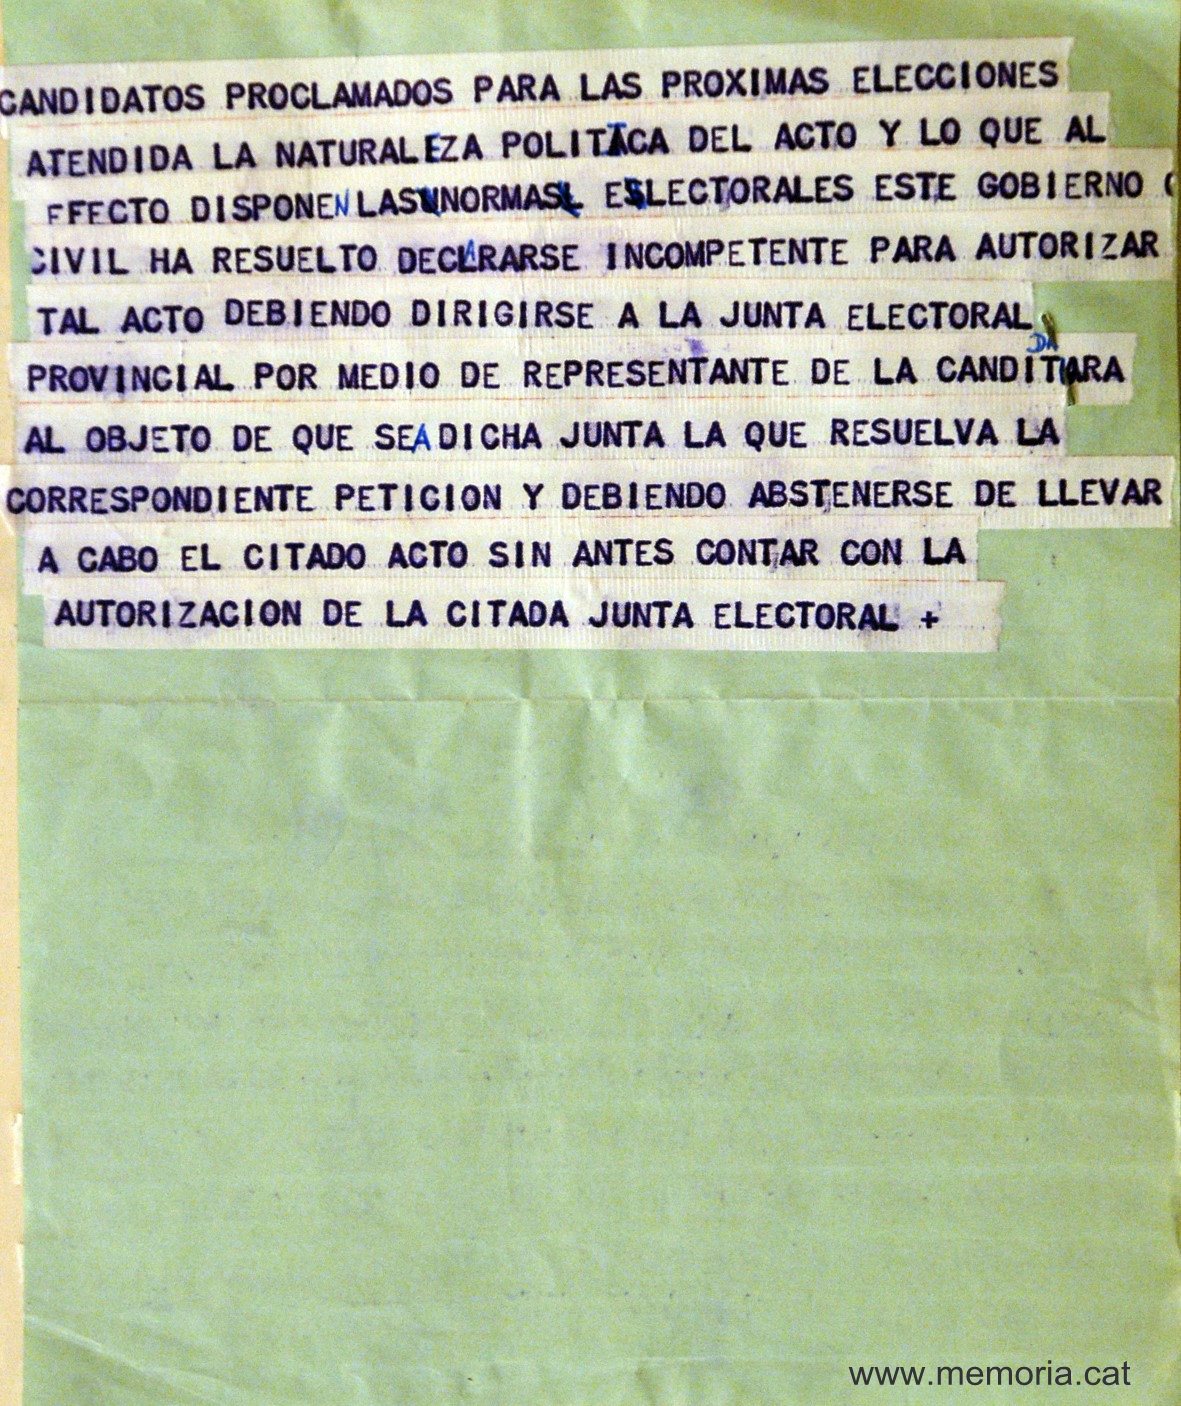 CANDIDATOS PROCLAMADOS PARA LAS PROXIMAS ELECCIONES
ATENDIDA LA NATURALEZA POLITICA DEL ACTO Y LO QUE AL
EFECTO DISPONEN LAS NORMAS ELECTORALES ESTE GOBIERNO C
CIVIL HA RESUELTO DECLARARSE INCOMPETENTE PARA AUTORIZAR
TAL ACTO DEBIENDO DIRIGIRSE A LA JUNTA ELECTORAL
PROVINCIAL POR MEDIO DE REPRESENTANTE DE LA CANDIDATURA
AL OBJETO DE QUE SEA DICHA JUNTA LA QUE RESUELVA LA
CORRESPONDIENTE PETICION Y DEBIENDO ABSTENERSE DE LLEVAR
A CABO EL CITADO ACTO SIN ANTES CONTAR CON LA
AUTORIZACION DE LA CITADA JUNTA ELECTORAL +
www.memoria.cat